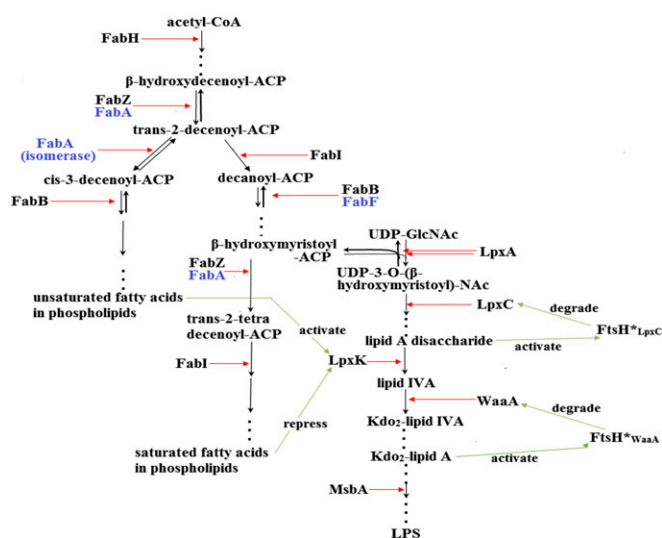 acetyl-CoA
FabH
β-hydroxydecenoyl-ACP
FabZ
FabA
trans-2-decenoyl-ACP
FabA
(isomerase)
FabI
cis-3-decenoyl-ACP
decanoyl-ACP
FabB
FabB
FabF
UDP-GlcNAc
β-hydroxymyristoyl
-ACP
LpxA
FabZ
FabA
UDP-3-O-(β-
hydroxymyristoyl)-NAc
unsaturated fatty acids
in phospholipids
LpxC
degrade
trans-2-tetra
decenoyl-ACP
activate
FtsH*LpxC
lipid A disaccharide
activate
FabI
LpxK
lipid IVA
WaaA
degrade
repress
Kdo₂-lipid IVA
FtsH*WaaA
saturated fatty acids
in phospholipids
Kdo₂-lipid A
activate
MsbA
LPS